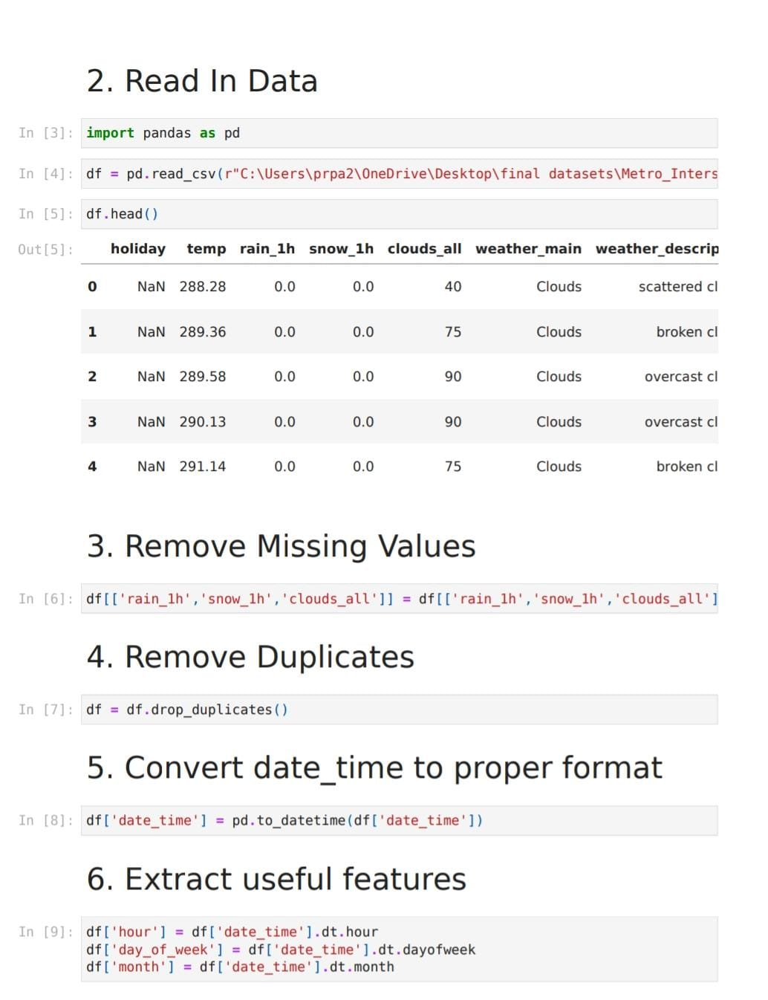 2. Read In Data
In [3]: import pandas as pd
In [4]: df = pd.read_csv(r"C:\Users\prpa2\OneDrive\Desktop\final datasets\Metro_Inters
In [5]: df.head()
Out[5]: holiday temp rain_1h snow_1h clouds_all weather_main weather_descrip
0 NaN 288.28 0.0 0.0 40 Clouds scattered cl
1 NaN 289.36 0.0 0.0 75 Clouds broken cl
2 NaN 289.58 0.0 0.0 90 Clouds overcast cl
3 NaN 290.13 0.0 0.0 90 Clouds overcast cl
4 NaN 291.14 0.0 0.0 75 Clouds broken cl
3. Remove Missing Values
In [6]: df[['rain_1h','snow_1h','clouds_all']] = df[['rain_1h','snow_1h','clouds_all']
4. Remove Duplicates
In [7]: df = df.drop_duplicates()
5. Convert date_time to proper format
In [8]: df['date_time'] = pd.to_datetime(df['date_time'])
6. Extract useful features
In [9]: df['hour'] = df['date_time'].dt.hour
df['day_of_week'] = df['date_time'].dt.dayofweek
df['month'] = df['date_time'].dt.month